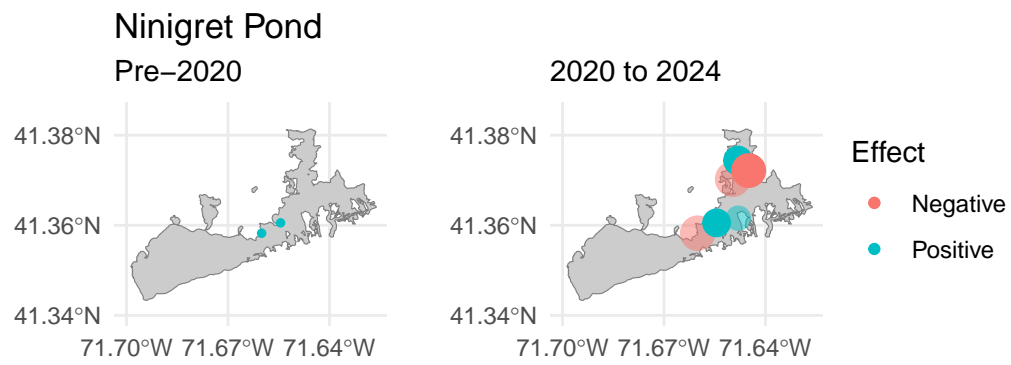 Ninigret Pond
Pre−2020
2020 to 2024
41.38°N
41.36°N
41.34°N
71.70°W 71.67°W 71.64°W
41.38°N
41.36°N
41.34°N
71.70°W 71.67°W 71.64°W
Effect
Negative
Positive